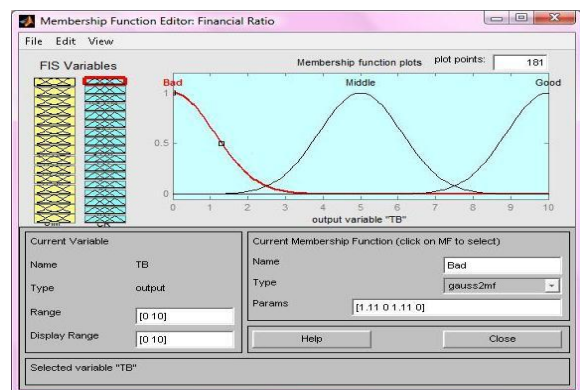 Membership Function Editor: Financial Ratio
File Edit View
FIS Variables
Membership function plots
plot points:
181
Bad
Middle
Good
1
0.5
0
0 1 2 3 4 5 6 7 8 9 10
output variable "TB"
CR
Current Variable
Name
TB
Type
output
Range
[0 10]
Display Range
[0 10]
Current Membership Function (click on MF to select)
Name
Bad
Type
gauss2mf
Params
[1.11 0 1.11 0]
Help
Close
Selected variable "TB"